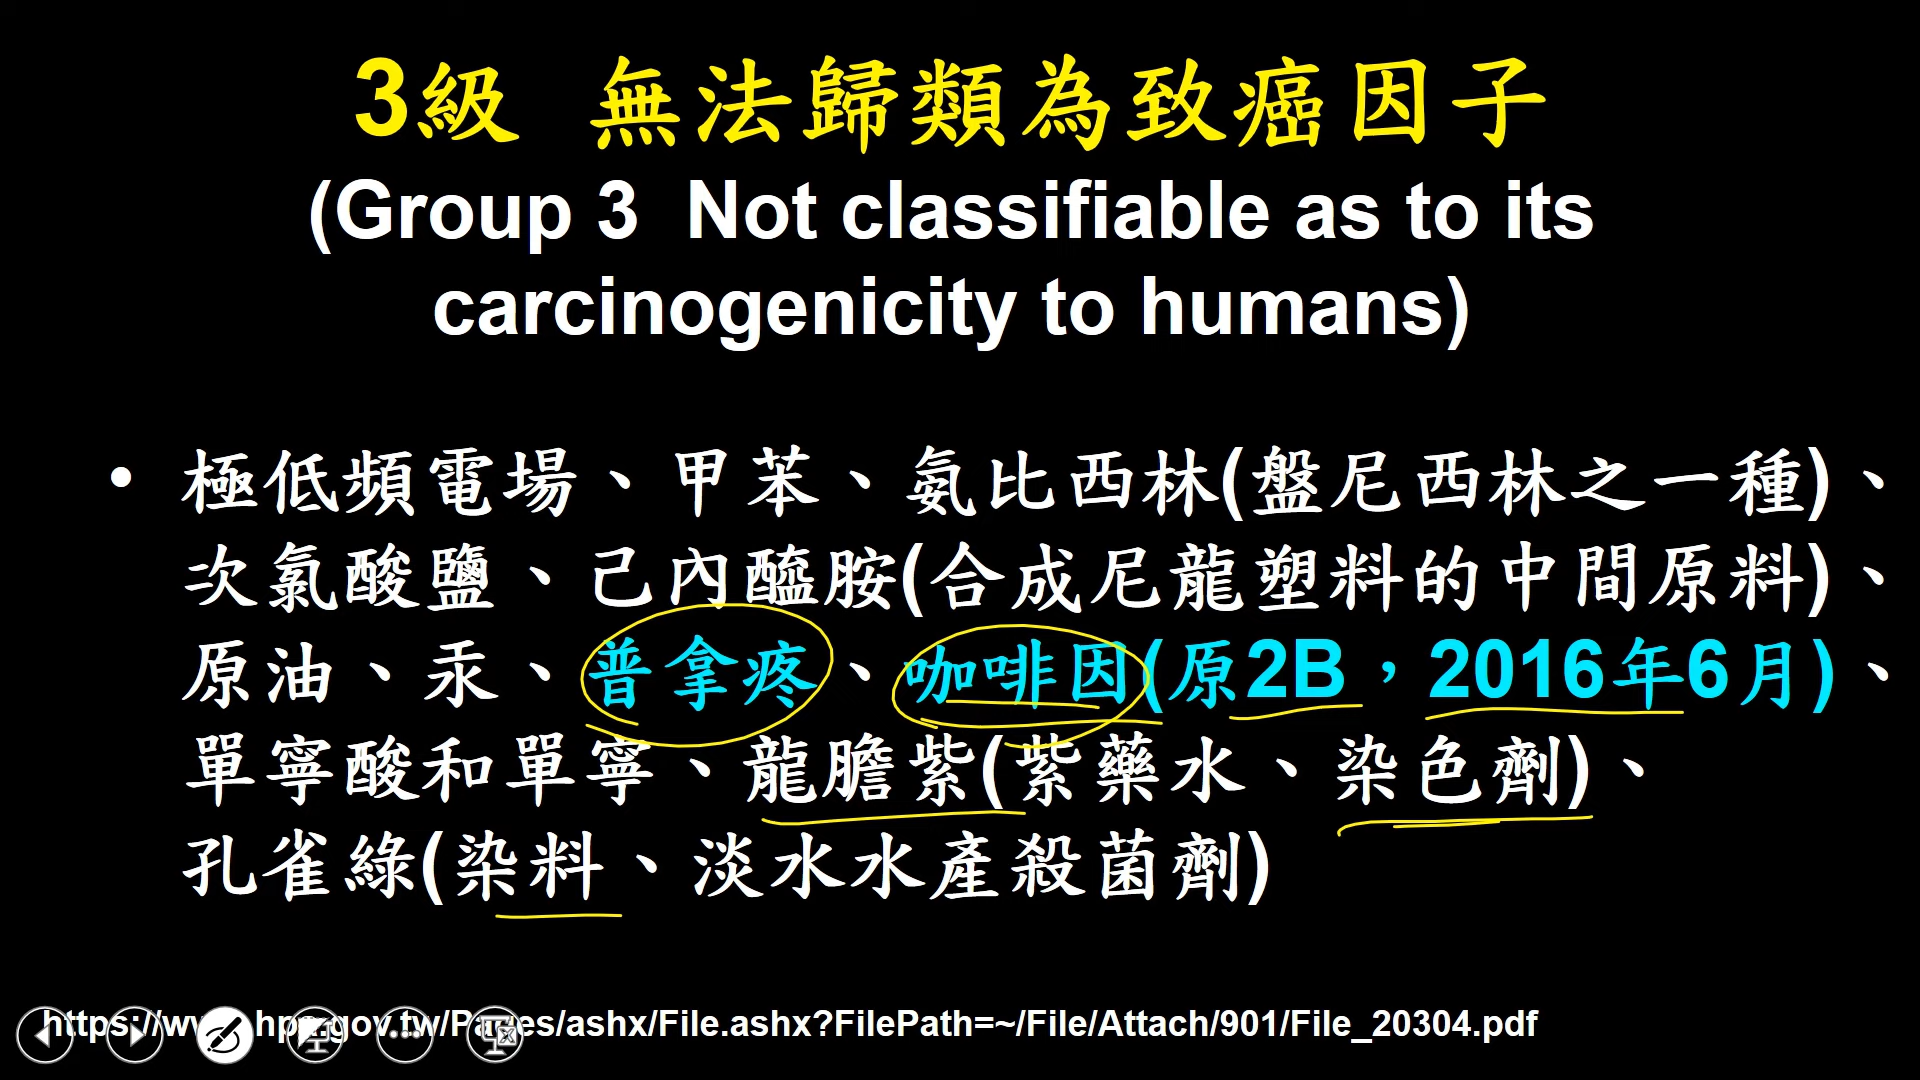 3級 無法歸類為致癌因子
(Group 3 Not classifiable as to its
carcinogenicity to humans)
• 極低頻電場、甲苯、氨比西林(盤尼西林之一種)、
次氯酸鹽、己內醯胺(合成尼龍塑料的中間原料)、
原油、汞、普拿疼、咖啡因(原2B，2016年6月)、
單寧酸和單寧、龍膽紫(紫藥水、染色劑)、
孔雀綠(染料、淡水水產殺菌劑)
https://www.hpa.gov.tw/Pages/ashx/File.ashx?FilePath=~/File/Attach/901/File_20304.pdf